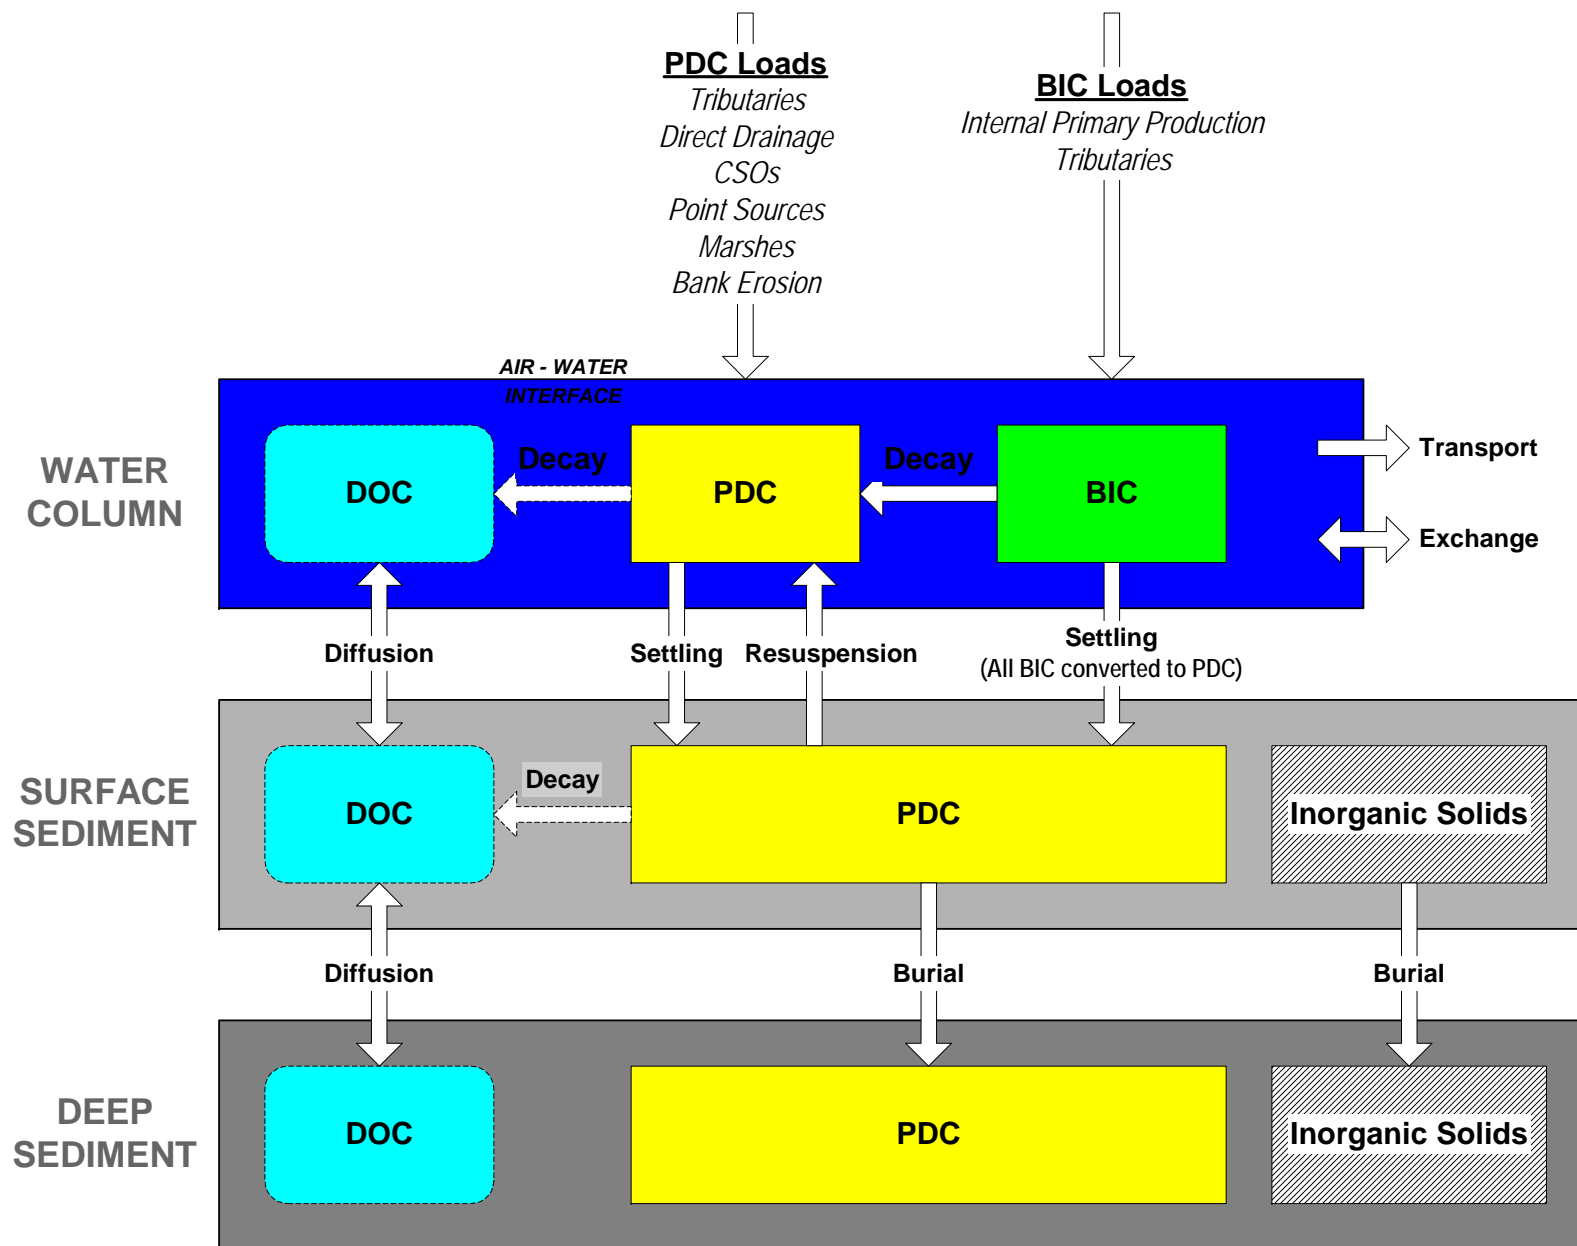 PDC Loads
Tributaries
Direct Drainage
CSOs
Point Sources
Marshes
Bank Erosion
BIC Loads
Internal Primary Production
Tributaries
AIR - WATER
INTERFACE
WATER
COLUMN
DOC
Decay
PDC
Decay
BIC
Transport
Exchange
Diffusion
Settling
Resuspension
Settling
(All BIC converted to PDC)
SURFACE
SEDIMENT
DOC
Decay
PDC
Inorganic Solids
Diffusion
Burial
Burial
DEEP
SEDIMENT
DOC
PDC
Inorganic Solids